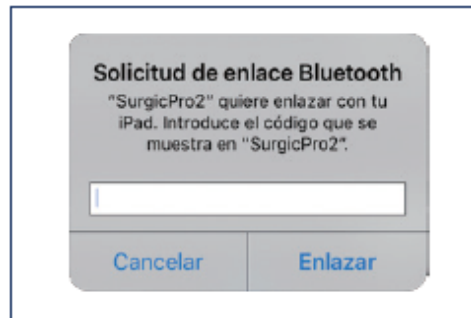 Solicitud de enlace Bluetooth
"SurgicPro2" quiere enlazar con tu
iPad. Introduce el código que se
muestra en "SurgicPro2".
Cancelar Enlazar